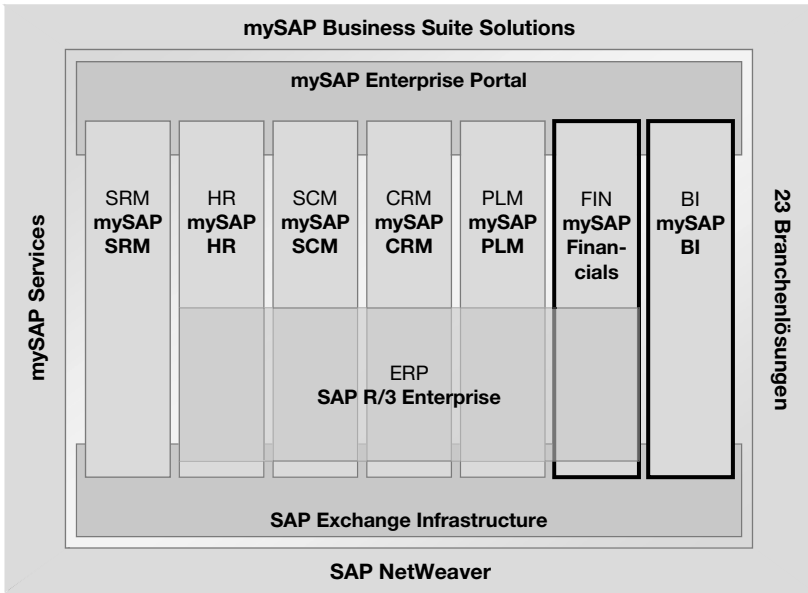 mySAP Business Suite Solutions
mySAP Enterprise Portal
mySAP Services
SRM
mySAP
SRM
HR
mySAP
HR
SCM
mySAP
SCM
CRM
mySAP
CRM
PLM
mySAP
PLM
FIN
mySAP
Finan-
cials
BI
mySAP
BI
23 Branchenlösungen
ERP
SAP R/3 Enterprise
SAP Exchange Infrastructure
SAP NetWeaver